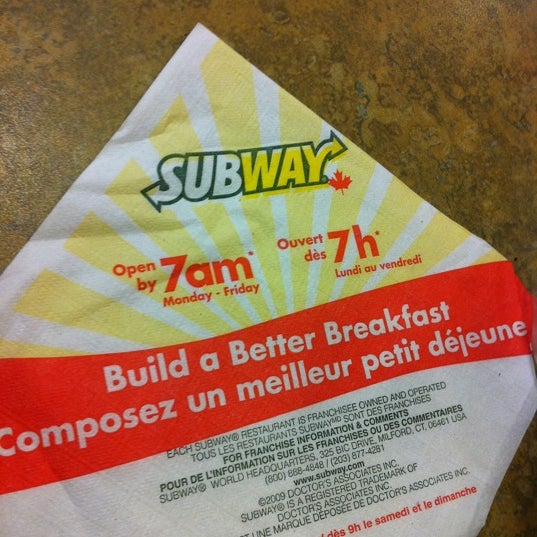 SUBWAY®
Open by 7am*
Monday - Friday
Ouvert dès 7h*
Lundi au vendredi
Build a Better Breakfast
Composez un meilleur petit déjeune
EACH SUBWAY® RESTAURANT IS FRANCHISEE OWNED AND OPERATED
TOUS LES RESTAURANTS SUBWAY® SONT DES FRANCHISES
FOR FRANCHISE INFORMATION & COMMENTS
POUR DE L'INFORMATION SUR LES FRANCHISES OU DES COMMENTAIRES
SUBWAY® WORLD HEADQUARTERS, 325 BIC DRIVE, MILFORD, CT, 06461 USA
(800) 888-4848 / (203) 877-4281
www.subway.com
©2009 DOCTOR'S ASSOCIATES INC.
SUBWAY® IS A REGISTERED TRADEMARK OF
DOCTOR'S ASSOCIATES INC.
ST UNE MARQUE DÉPOSÉE DE DOCTOR'S ASSOCIATES INC.
dès 9h le samedi et le dimanche